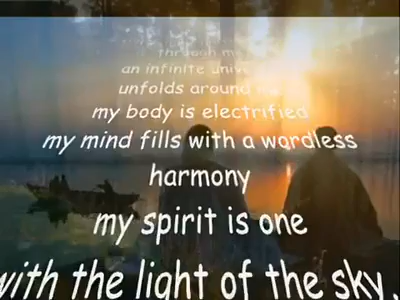 through me
an infinite
unfolds around
my body is electrified
my mind fills with a wordless
harmony
my spirit is one
with the light of the sky.